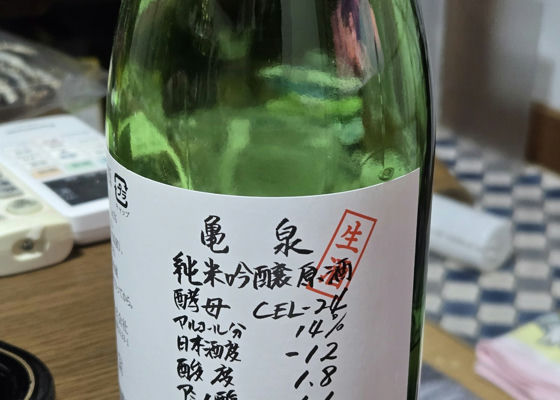 亀泉
生酒
純米吟醸原酒
酵母 CEL-24
アルコール分 14%
日本酒度 -12
酸度 1.8